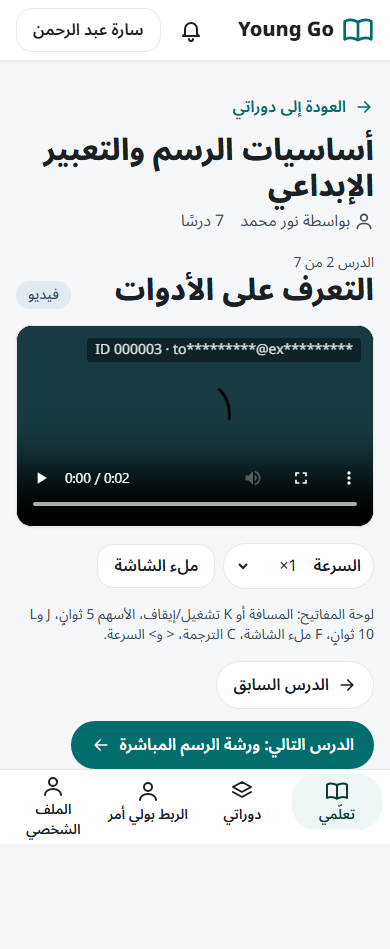 Young Go
سارة عبد الرحمن
العودة إلى دوراتي
أساسيات الرسم والتعبير
الإبداعي
بواسطة نور محمد
7 درسًا
الدرس 2 من 7
التعرف على الأدوات
فيديو
ID 000003 · to*********@ex*********
0:00 / 0:02
السرعة
1×
ملء الشاشة
لوحة المفاتيح: المسافة أو K تشغيل/إيقاف، الأسهم 5 ثوانٍ، J وL
10 ثوانٍ، F ملء الشاشة، C الترجمة، < و> السرعة.
الدرس السابق
الدرس التالي: ورشة الرسم المباشرة
تعلّمي
دوراتي
الربط بولي أمر
الملف
الشخصي